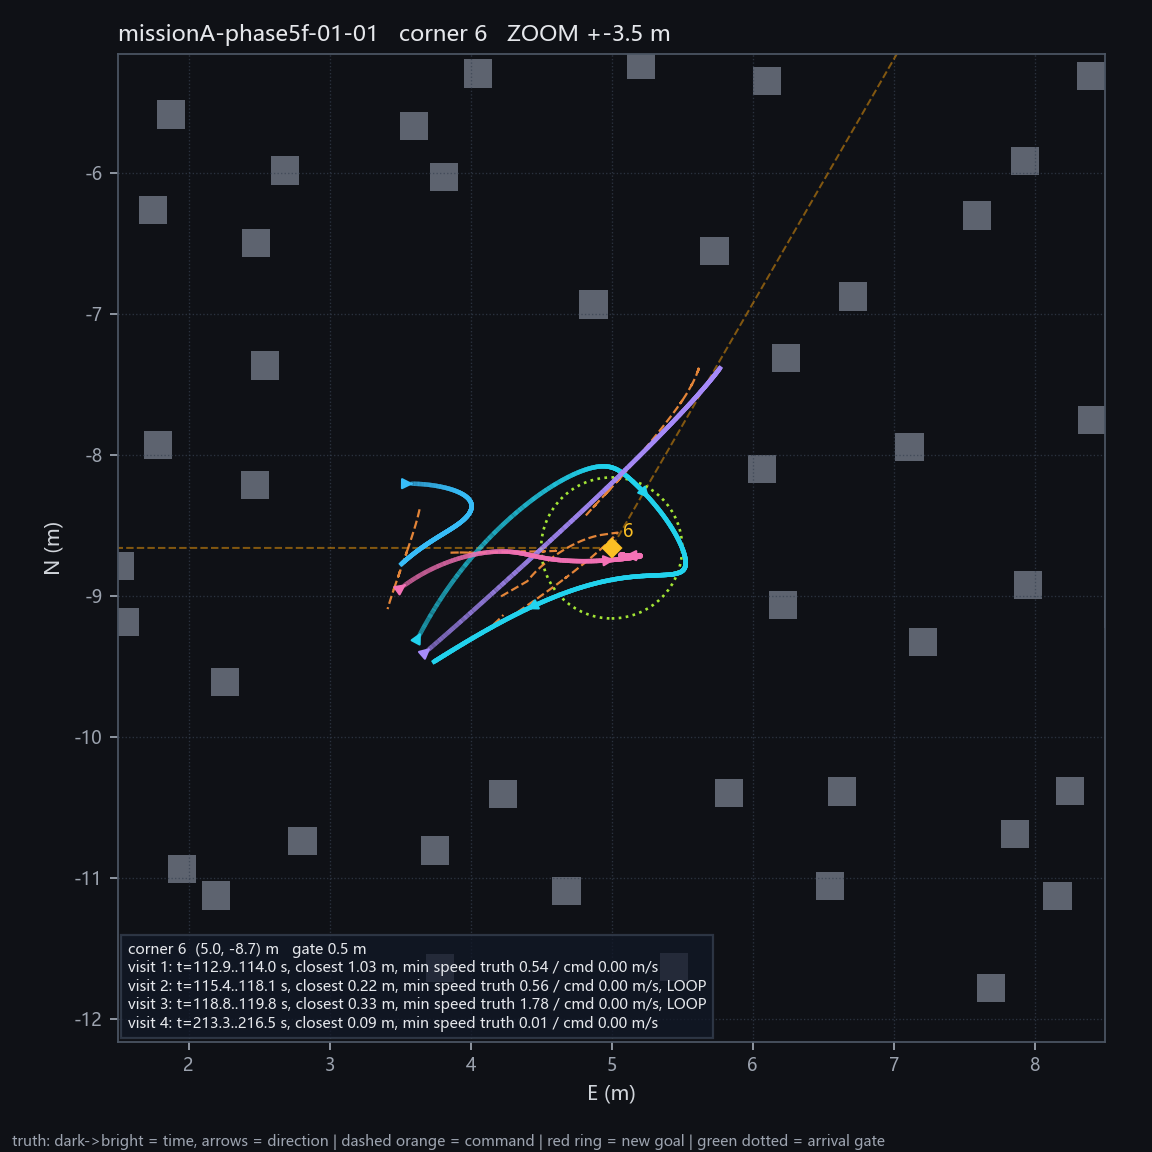 missionA-phase5f-01-01 corner 6 ZOOM +-3.5 m
-6
-7
-8
N (m)
6
-9
-10
-11
-12
corner 6 (5.0, -8.7) m gate 0.5 m
visit 1: t=112.9..114.0 s, closest 1.03 m, min speed truth 0.54 / cmd 0.00 m/s
visit 2: t=115.4..118.1 s, closest 0.22 m, min speed truth 0.56 / cmd 0.00 m/s, LOOP
visit 3: t=118.8..119.8 s, closest 0.33 m, min speed truth 1.78 / cmd 0.00 m/s, LOOP
visit 4: t=213.3..216.5 s, closest 0.09 m, min speed truth 0.01 / cmd 0.00 m/s
2 3 4 5 6 7 8
E (m)
truth: dark->bright = time, arrows = direction | dashed orange = command | red ring = new goal | green dotted = arrival gate